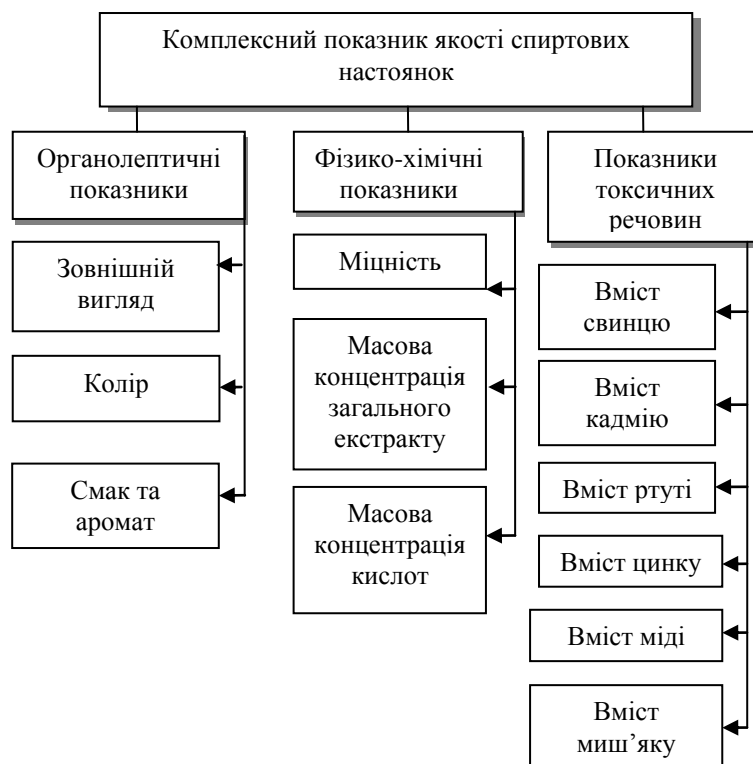 Комплексний показник якості спиртових
настоянок
Органолептичні
показники
Зовнішній
вигляд
Колір
Смак та
аромат
Фізико-хімічні
показники
Міцність
Масова
концентрація
загального
екстракту
Масова
концентрація
кислот
Показники
токсичних
речовин
Вміст
свинцю
Вміст
кадмію
Вміст ртуті
Вміст цинку
Вміст міді
Вміст
миш’яку